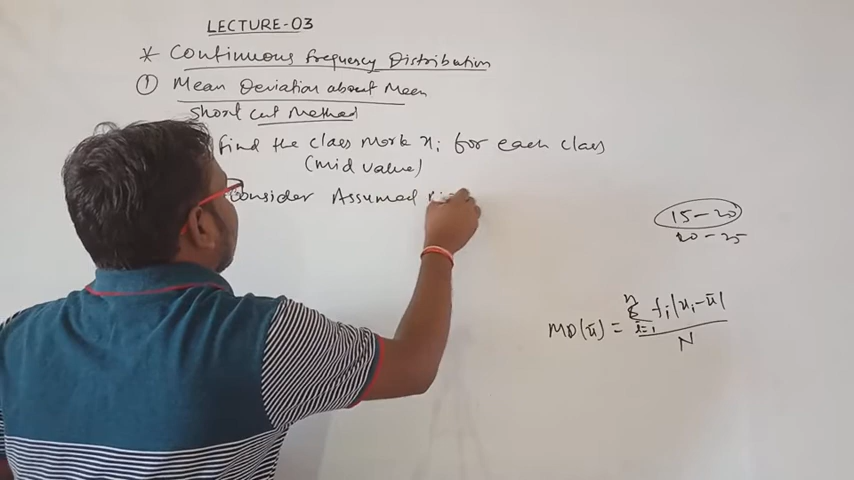 LECTURE-03
* Continuous frequency Distribution
① Mean Deviation about Mean
Short cut Method
find the class mark xi for each class
(mid value)
Consider Assumed
15-20
20-25
MD(x̄) = n Σ i=1 fi|xi-x̄| / N